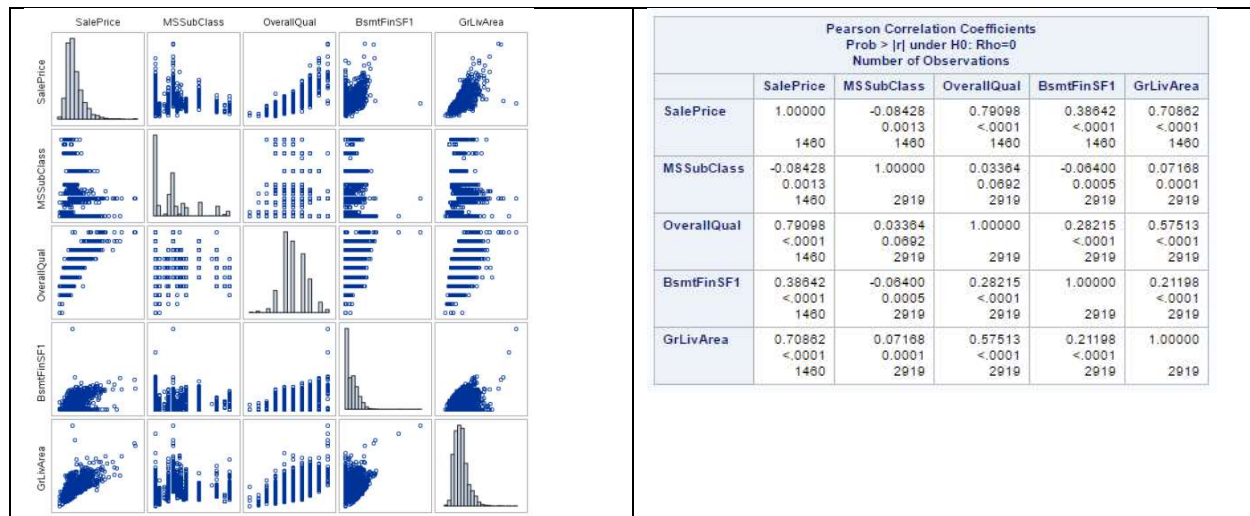 SalePrice MSSubClass OverallQual BsmtFinSF1 GrLivArea
SalePrice
MSSubClass
OverallQual
BsmtFinSF1
GrLivArea
Pearson Correlation Coefficients
Prob > |r| under H0: Rho=0
Number of Observations
SalePrice MSSubClass OverallQual BsmtFinSF1 GrLivArea
SalePrice 1.00000 -0.08428 0.79098 0.38642 0.70862
0.0013 <.0001 <.0001 <.0001
1460 1460 1460 1460 1460
MSSubClass -0.08428 1.00000 0.03364 -0.06400 0.07168
0.0013 0.0692 0.0005 0.0001
1460 2919 2919 2919 2919
OverallQual 0.79098 0.03364 1.00000 0.28215 0.57513
<.0001 0.0692 <.0001 <.0001
1460 2919 2919 2919 2919
BsmtFinSF1 0.38642 -0.06400 0.28215 1.00000 0.21198
<.0001 0.0005 <.0001 <.0001
1460 2919 2919 2919 2919
GrLivArea 0.70862 0.07168 0.57513 0.21198 1.00000
<.0001 0.0001 <.0001 <.0001
1460 2919 2919 2919 2919